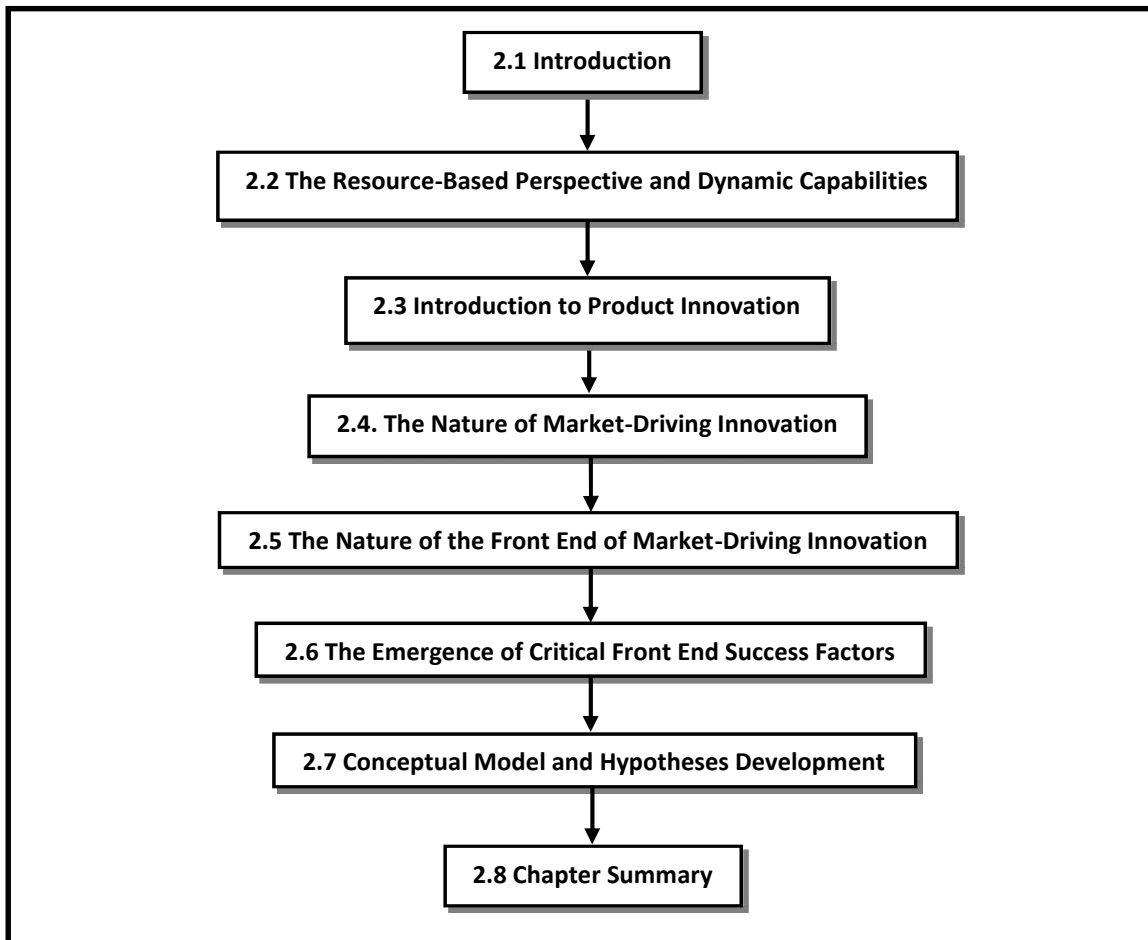 2.1 Introduction
2.2 The Resource-Based Perspective and Dynamic Capabilities
2.3 Introduction to Product Innovation
2.4. The Nature of Market-Driving Innovation
2.5 The Nature of the Front End of Market-Driving Innovation
2.6 The Emergence of Critical Front End Success Factors
2.7 Conceptual Model and Hypotheses Development
2.8 Chapter Summary